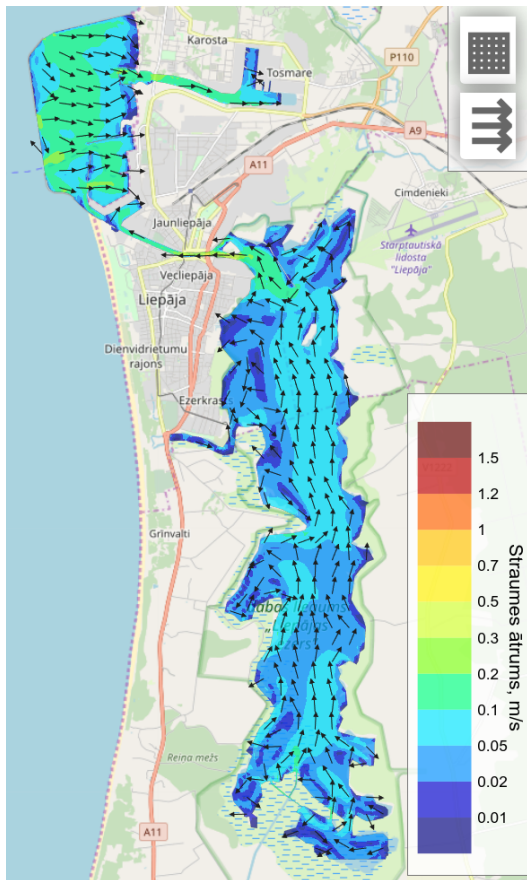 Karosta
Tosmare
P110
A9
A11
Cimdenieki
Jaunliepāja
Starptautiskā
lidosta
"Liepāja"
Vecliepāja
Liepāja
Dienvidrietumu
rajons
Ezerkrasts
Grīnvalti
Reina mežs
A11
1.5
1.2
1
0.7
0.5
0.3
0.2
0.1
0.05
0.02
0.01
Straumes ātrums, m/s